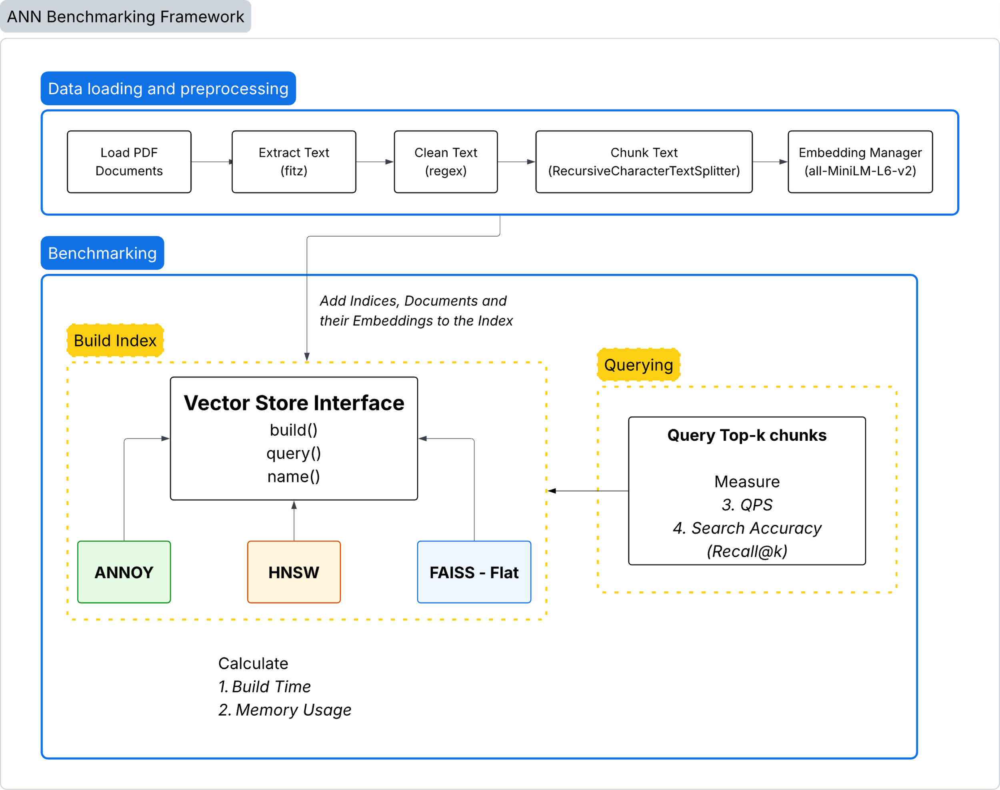 ANN Benchmarking Framework
Data loading and preprocessing
Load PDF
Documents
Extract Text
(fitz)
Clean Text
(regex)
Chunk Text
(RecursiveCharacterTextSplitter)
Embedding Manager
(all-MiniLM-L6-v2)
Benchmarking
Add Indices, Documents and
their Embeddings to the Index
Build Index
Vector Store Interface
build()
query()
name()
ANNOY
HNSW
FAISS - Flat
Querying
Query Top-k chunks
Measure
3. QPS
4. Search Accuracy
(Recall@k)
Calculate
1. Build Time
2. Memory Usage